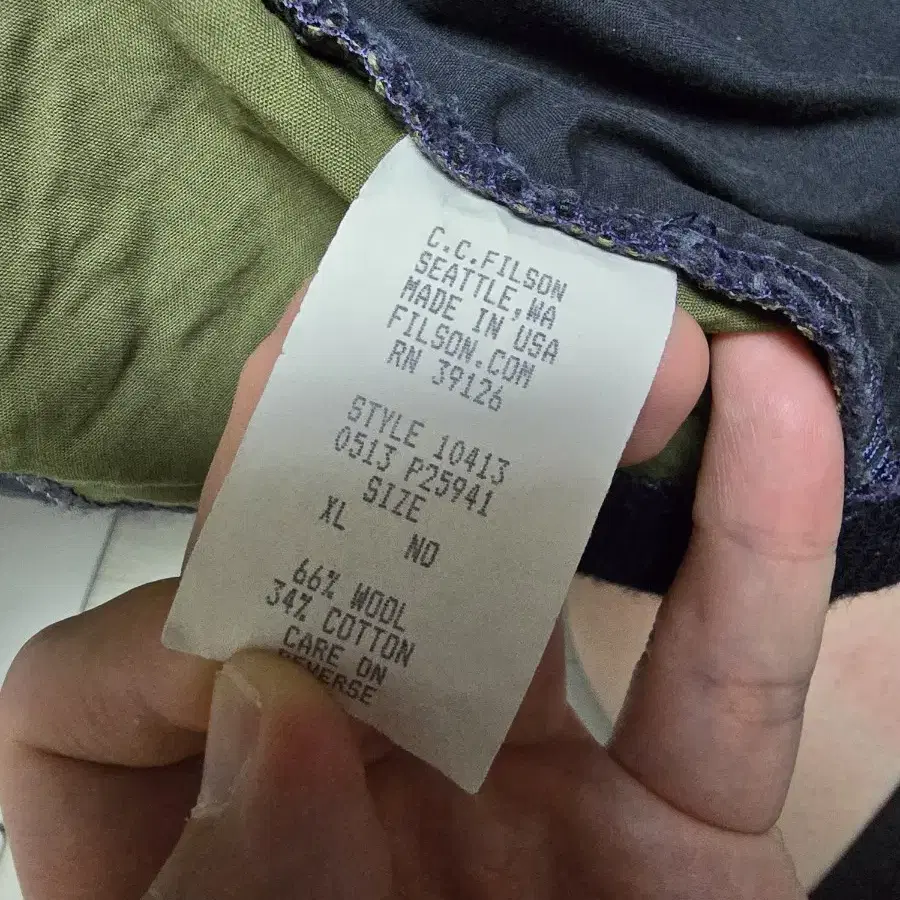 C.C.FILSON
SEATTLE,WA
MADE IN USA
FILSON.COM
RN 39126
STYLE 10413
0513 P25941
SIZE
XL ND
66% WOOL
34% COTTON
CARE ON
REVERSE